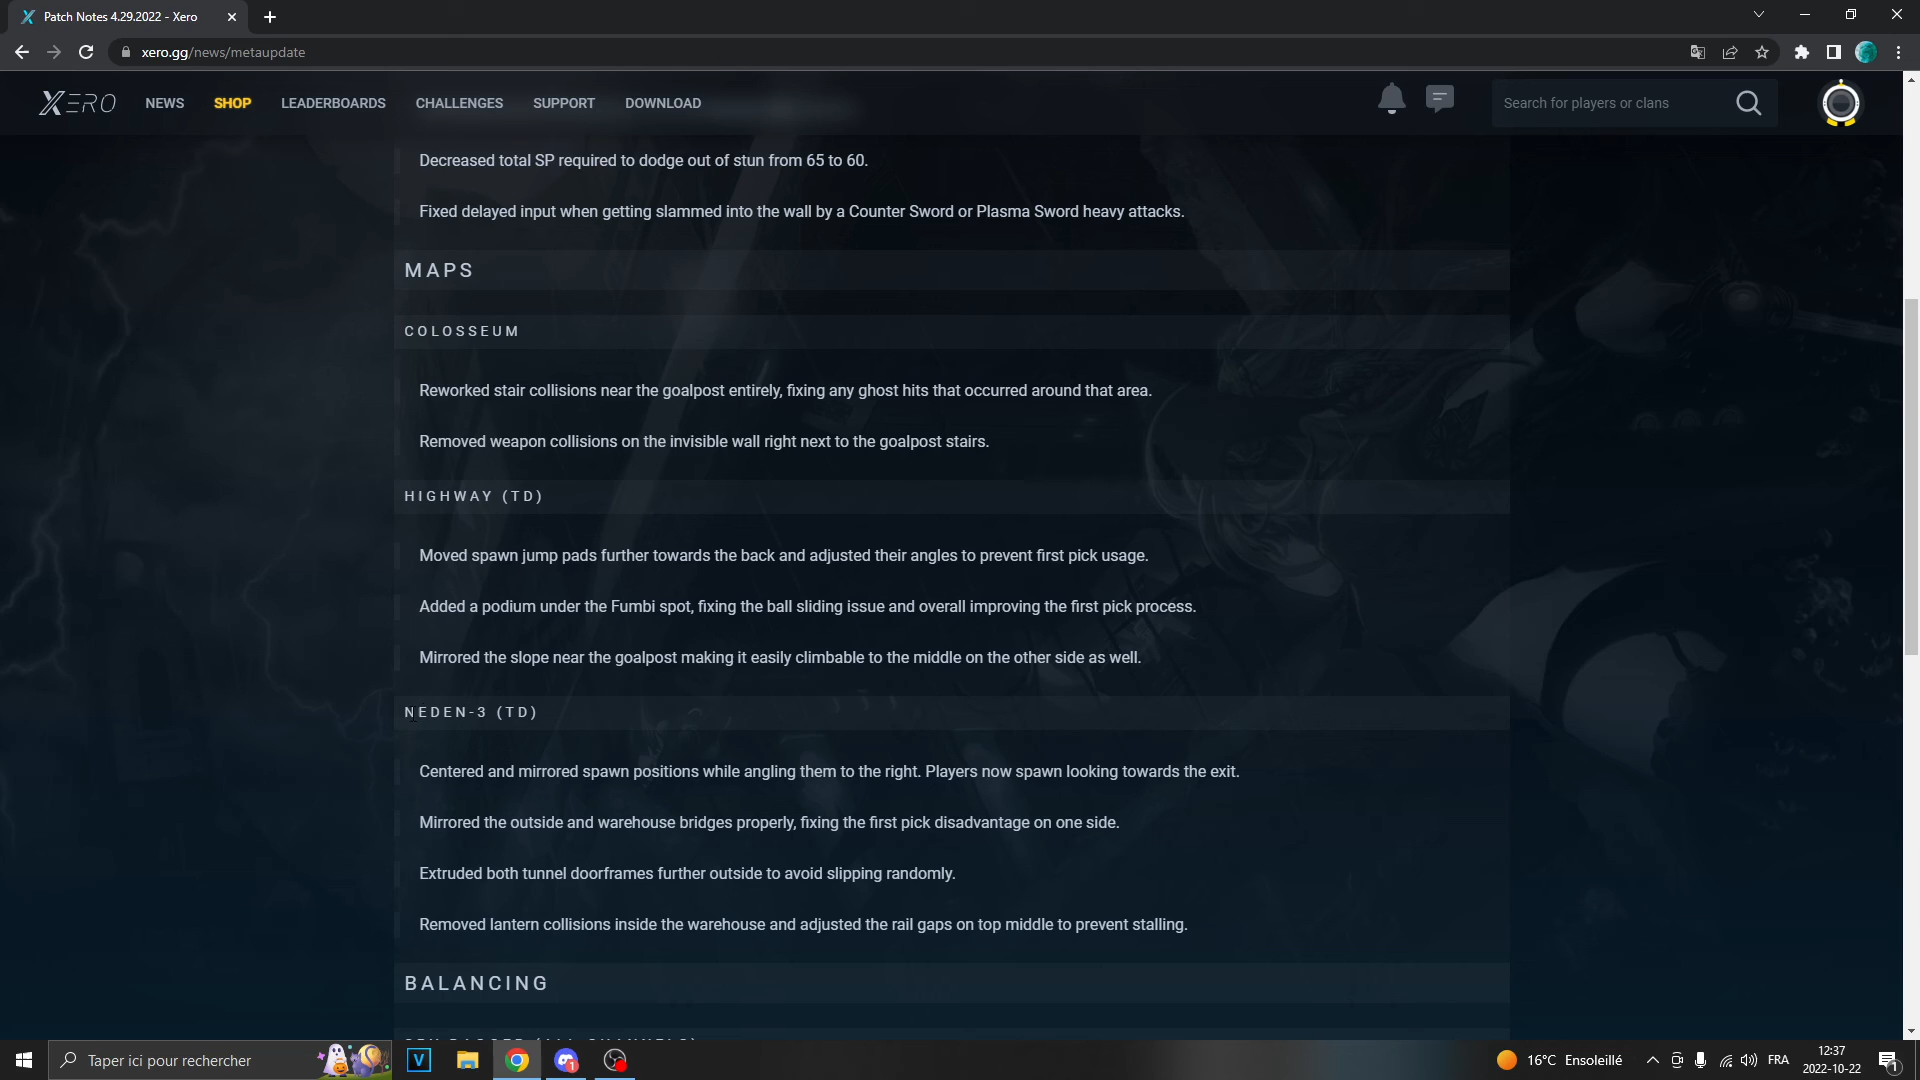 Patch Notes 4.29.2022 - Xero
xero.gg/news/metaupdate
XERO NEWS SHOP LEADERBOARDS CHALLENGES SUPPORT DOWNLOAD Search for players or clans
Decreased total SP required to dodge out of stun from 65 to 60.
Fixed delayed input when getting slammed into the wall by a Counter Sword or Plasma Sword heavy attacks.
MAPS
COLOSSEUM
Reworked stair collisions near the goalpost entirely, fixing any ghost hits that occurred around that area.
Removed weapon collisions on the invisible wall right next to the goalpost stairs.
HIGHWAY (TD)
Moved spawn jump pads further towards the back and adjusted their angles to prevent first pick usage.
Added a podium under the Fumbi spot, fixing the ball sliding issue and overall improving the first pick process.
Mirrored the slope near the goalpost making it easily climbable to the middle on the other side as well.
NEDEN-3 (TD)
Centered and mirrored spawn positions while angling them to the right. Players now spawn looking towards the exit.
Mirrored the outside and warehouse bridges properly, fixing the first pick disadvantage on one side.
Extruded both tunnel doorframes further outside to avoid slipping randomly.
Removed lantern collisions inside the warehouse and adjusted the rail gaps on top middle to prevent stalling.
BALANCING
Taper ici pour rechercher V 1 16°C Ensoleillé FRA 12:37 1
2022-10-22